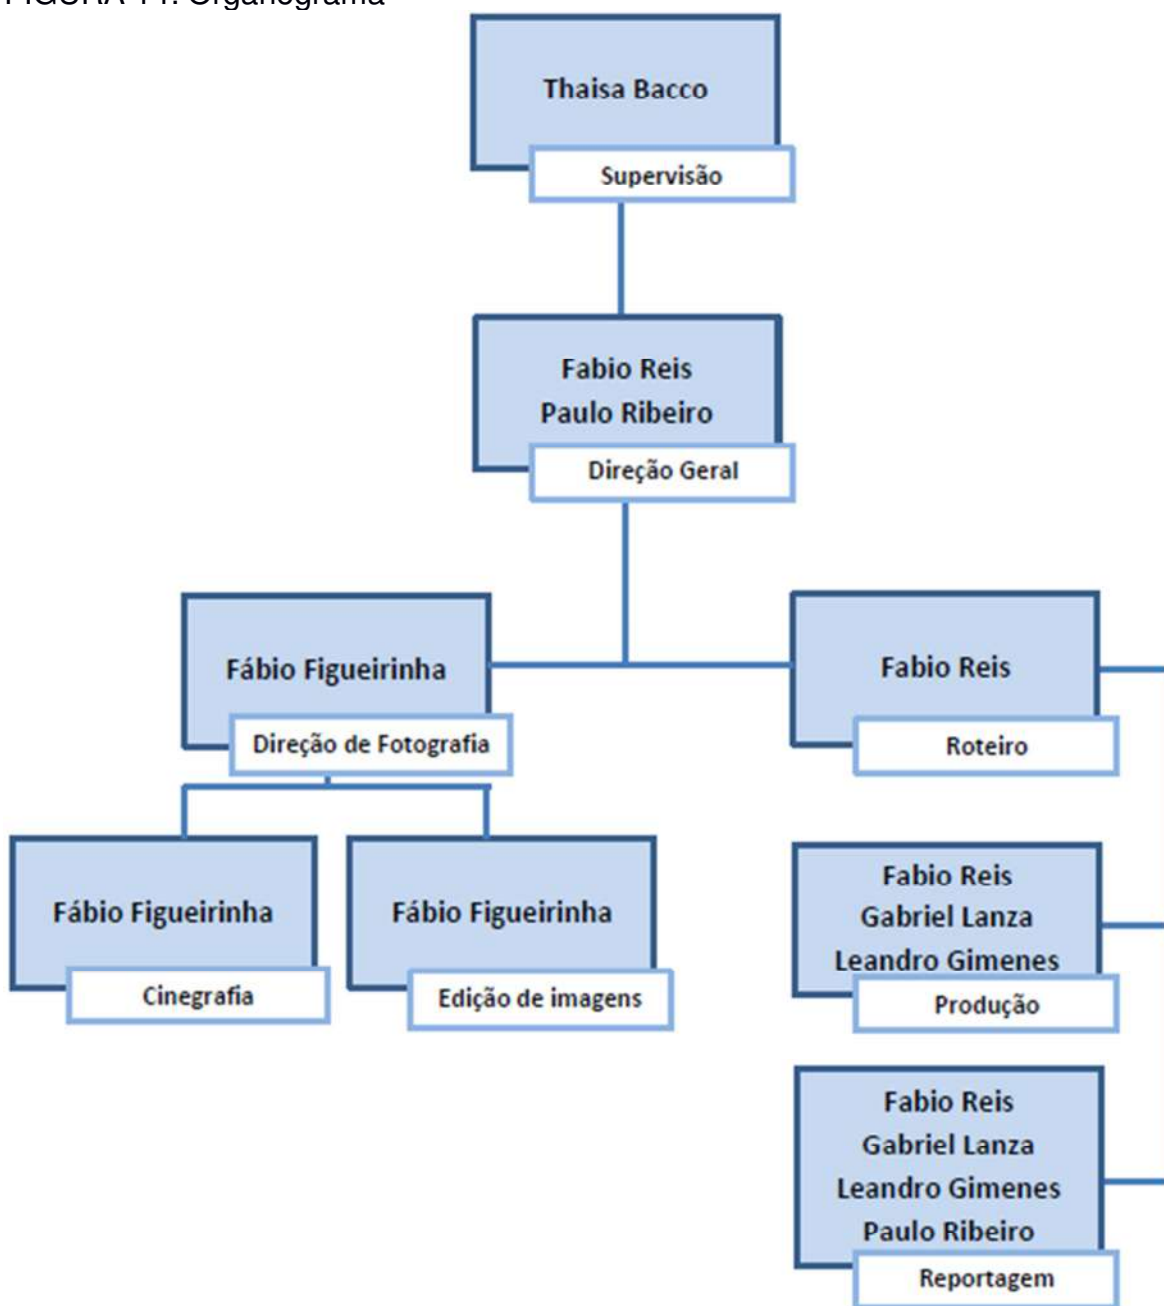 Organograma
Thaisa Bacco
Supervisão
Fabio Reis
Paulo Ribeiro
Direção Geral
Fábio Figueirinha
Direção de Fotografia
Fabio Reis
Roteiro
Fábio Figueirinha
Cinegrafia
Fábio Figueirinha
Edição de imagens
Fabio Reis
Gabriel Lanza
Leandro Gimenes
Produção
Fabio Reis
Gabriel Lanza
Leandro Gimenes
Paulo Ribeiro
Reportagem